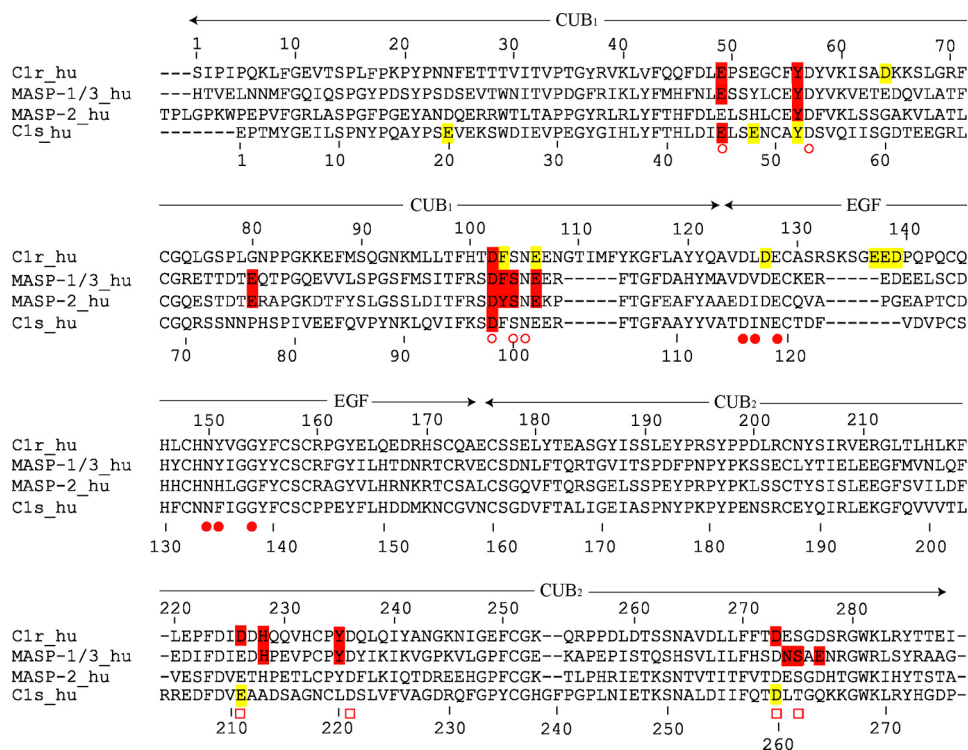 CUB1
1 10 20 30 40 50 60 70
C1r_hu ---SIPIPQKLFGEVTSPLFPKPYPNNFETTTVITVPTGYRVKLVFQQFDLEPSEGCFYDYVKISADKKSLGRF
MASP-1/3_hu ---HTVELNNMFGQIQSPGYPDSYPSDSEVTWNITVPDGFRIKLYFMHFNLESSYLCEYDYVKVETEDQVLATF
MASP-2_hu TPLGPKWPEPVFGRLASPGFPGEYANDQERRWTLTAPPGYRLRLYFTHFDLELSHLCEYDFVKLSSGAKVLATL
C1s_hu -------EPTMYGEILSPNYPQAYPSEVEKSWDIEVPEGYGIHLYFTHLDIELSENCAYDSVQIISGDTEEGRL
1 10 20 30 40 50 60
CUB1 EGF
80 90 100 110 120 130 140
C1r_hu CGQLGSPLGNPPGKKEFMSQGNKMLLTFHTDFSNEENGTIMFYKGFLAYYQAVDLDECASRSKSGEEDPQPQCQ
MASP-1/3_hu CGRETTDTEQTPGQEVVLSPGSFMSITFRSDFSNEER----FTGFDAHYMAVDVDECKER------EDEELSCD
MASP-2_hu CGQESTDTERAPGKDTFYSLGSSLDITFRSDYSNEKP----FTGFEAFYAAEDIDECQVA------PGEAPTCD
C1s_hu CGQRSSNNPHSPIVEEFQVPYNKLQVIFKSDFSNEER----FTGFAAYYVATDINECTDF------VDVPCS
70 80 90 100 110 120
EGF CUB2
150 160 170 180 190 200 210
C1r_hu HLCHNYVGGYFCSCRPGYELQEDRHSCQAECSSELYTEASGYISSLEYPRSYPPDLRCNYSIRVERGLTLHLKF
MASP-1/3_hu HYCHNYIGGYYCSCRFGYILHTDNRTCRVECSDNLFTQRTGVITSPDFPNPYPKSSECLYTIELEEGFMVNLQF
MASP-2_hu HHCHNHLGGFYCSCRAGYVLHRNKRTCSALCSGQVFTQRSGELSSPEYPRPYPKLSSCTYSISLEEGFSVILDF
C1s_hu HFCNNFIGGYFCSCPPEYFLHDDMKNCGVNCSGDVFTALIGEIASPNYPKPYPENSRCEYQIRLEKGFQVVVTL
130 140 150 160 170 180 190 200
CUB2
220 230 240 250 260 270 280
C1r_hu -LEPFDIDDHQQVHCPYDQLQIYANGKNIGEFCGK--QRPPDLDTSSNAVDLLFFTDESGDSRGWKLRYTTEI-
MASP-1/3_hu -EDIFDIEDHPEVPCPYDYIKIKVGPKVLGPFCGE--KAPEPISTQSHSVLILFHSDNSAENRGWRLSYRAAG-
MASP-2_hu -VESFDVETHPETLCPYDFLKIQTDREEHGPFCGK--TLPHRIETKSNTVTITFVTDESGDHTGWKIHYTSTA-
C1s_hu RREDFDVEAADSAGNCLDSLVFVAGDRQFGPYCGHGFPGPLNIETKSNALDIIFQTDLTGQKKGWKLRYHGDP-
210 220 230 240 250 260 270